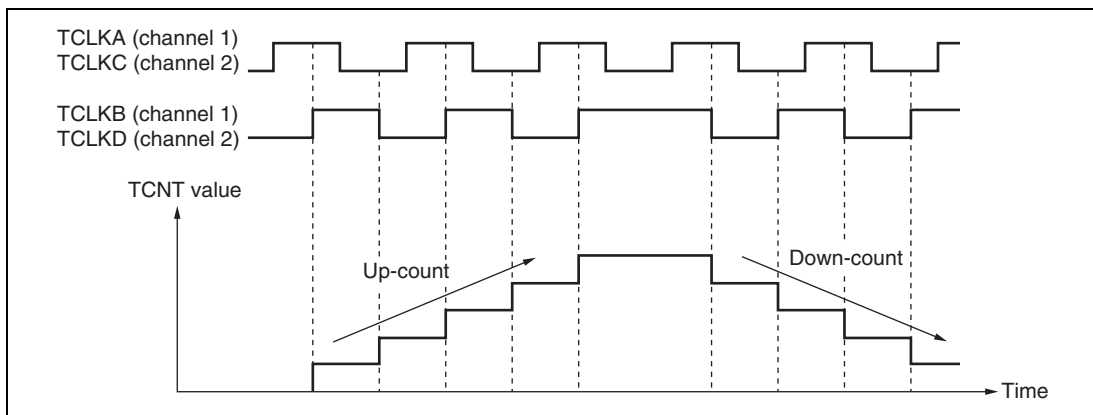 TCLKA (channel 1)
TCLKC (channel 2)
TCLKB (channel 1)
TCLKD (channel 2)
TCNT value
Up-count
Down-count
Time